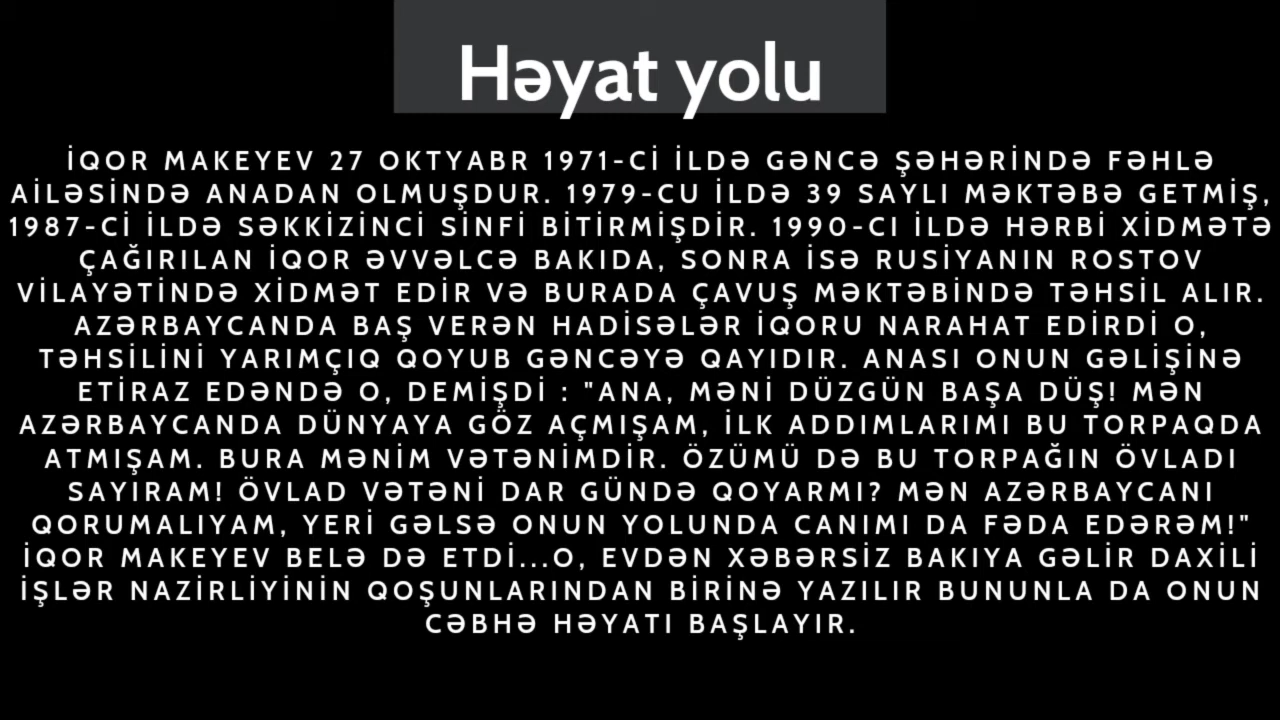 Həyat yolu
İQOR MAKEYEV 27 OKTYABR 1971-Cİ İLDƏ GƏNCƏ ŞƏHƏRİNDƏ FƏHLƏ
AİLƏSİNDƏ ANADAN OLMUŞDUR. 1979-CU İLDƏ 39 SAYLI MƏKTƏBƏ GETMİŞ,
1987-Cİ İLDƏ SƏKKİZİNCİ SİNFİ BİTİRMİŞDİR. 1990-CI İLDƏ HƏRBİ XİDMƏTƏ
ÇAĞIRILAN İQOR ƏVVƏLCƏ BAKIDA, SONRA İSƏ RUSİYANIN ROSTOV
VİLAYƏTİNDƏ XİDMƏT EDİR VƏ BURADA ÇAVUŞ MƏKTƏBİNDƏ TƏHSİL ALIR.
AZƏRBAYCANDA BAŞ VERƏN HADİSƏLƏR İQORU NARAHAT EDİRDİ O,
TƏHSİLİNİ YARIMÇIQ QOYUB GƏNCƏYƏ QAYIDIR. ANASI ONUN GƏLİŞİNƏ
ETİRAZ EDƏNDƏ O, DEMİŞDİ : "ANA, MƏNİ DÜZGÜN BAŞA DÜŞ! MƏN
AZƏRBAYCANDA DÜNYAYA GÖZ AÇMIŞAM, İLK ADDIMLARIMI BU TORPAQDA
ATMIŞAM. BURA MƏNİM VƏTƏNİMDİR. ÖZÜMÜ DƏ BU TORPAĞIN ÖVLADI
SAYIRAM! ÖVLAD VƏTƏNİ DAR GÜNDƏ QOYARMI? MƏN AZƏRBAYCANI
QORUMALIYAM, YERİ GƏLSƏ ONUN YOLUNDA CANIMI DA FƏDA EDƏRƏM!"
İQOR MAKEYEV BELƏ DƏ ETDİ...O, EVDƏN XƏBƏRSİZ BAKIYA GƏLİR DAXİLİ
İŞLƏR NAZİRLİYİNİN QOŞUNLARINDAN BİRİNƏ YAZILIR BUNUNLA DA ONUN
CƏBHƏ HƏYATI BAŞLAYIR.